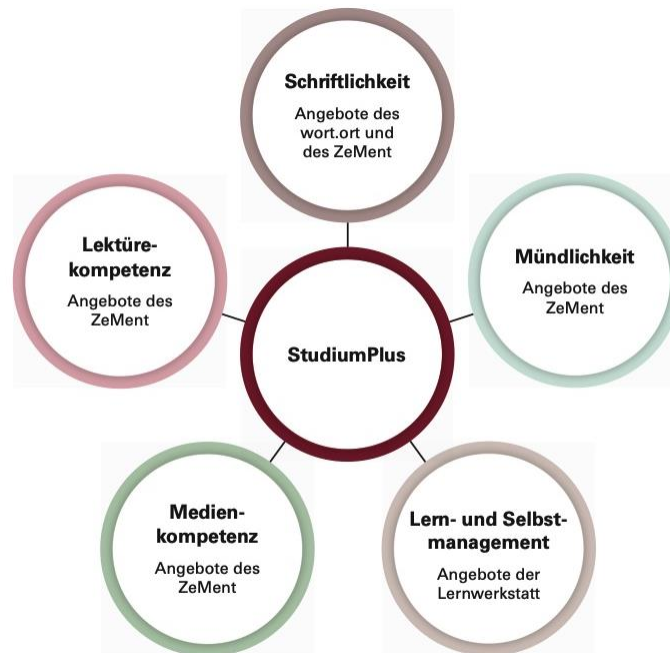 Schriftlichkeit
Angebote des
wort.ort und
des ZeMent
Lektüre-
kompetenz
Angebote des
ZeMent
Mündlichkeit
Angebote des
ZeMent
StudiumPlus
Medien-
kompetenz
Angebote des
ZeMent
Lern- und Selbst-
management
Angebote der
Lernwerkstatt